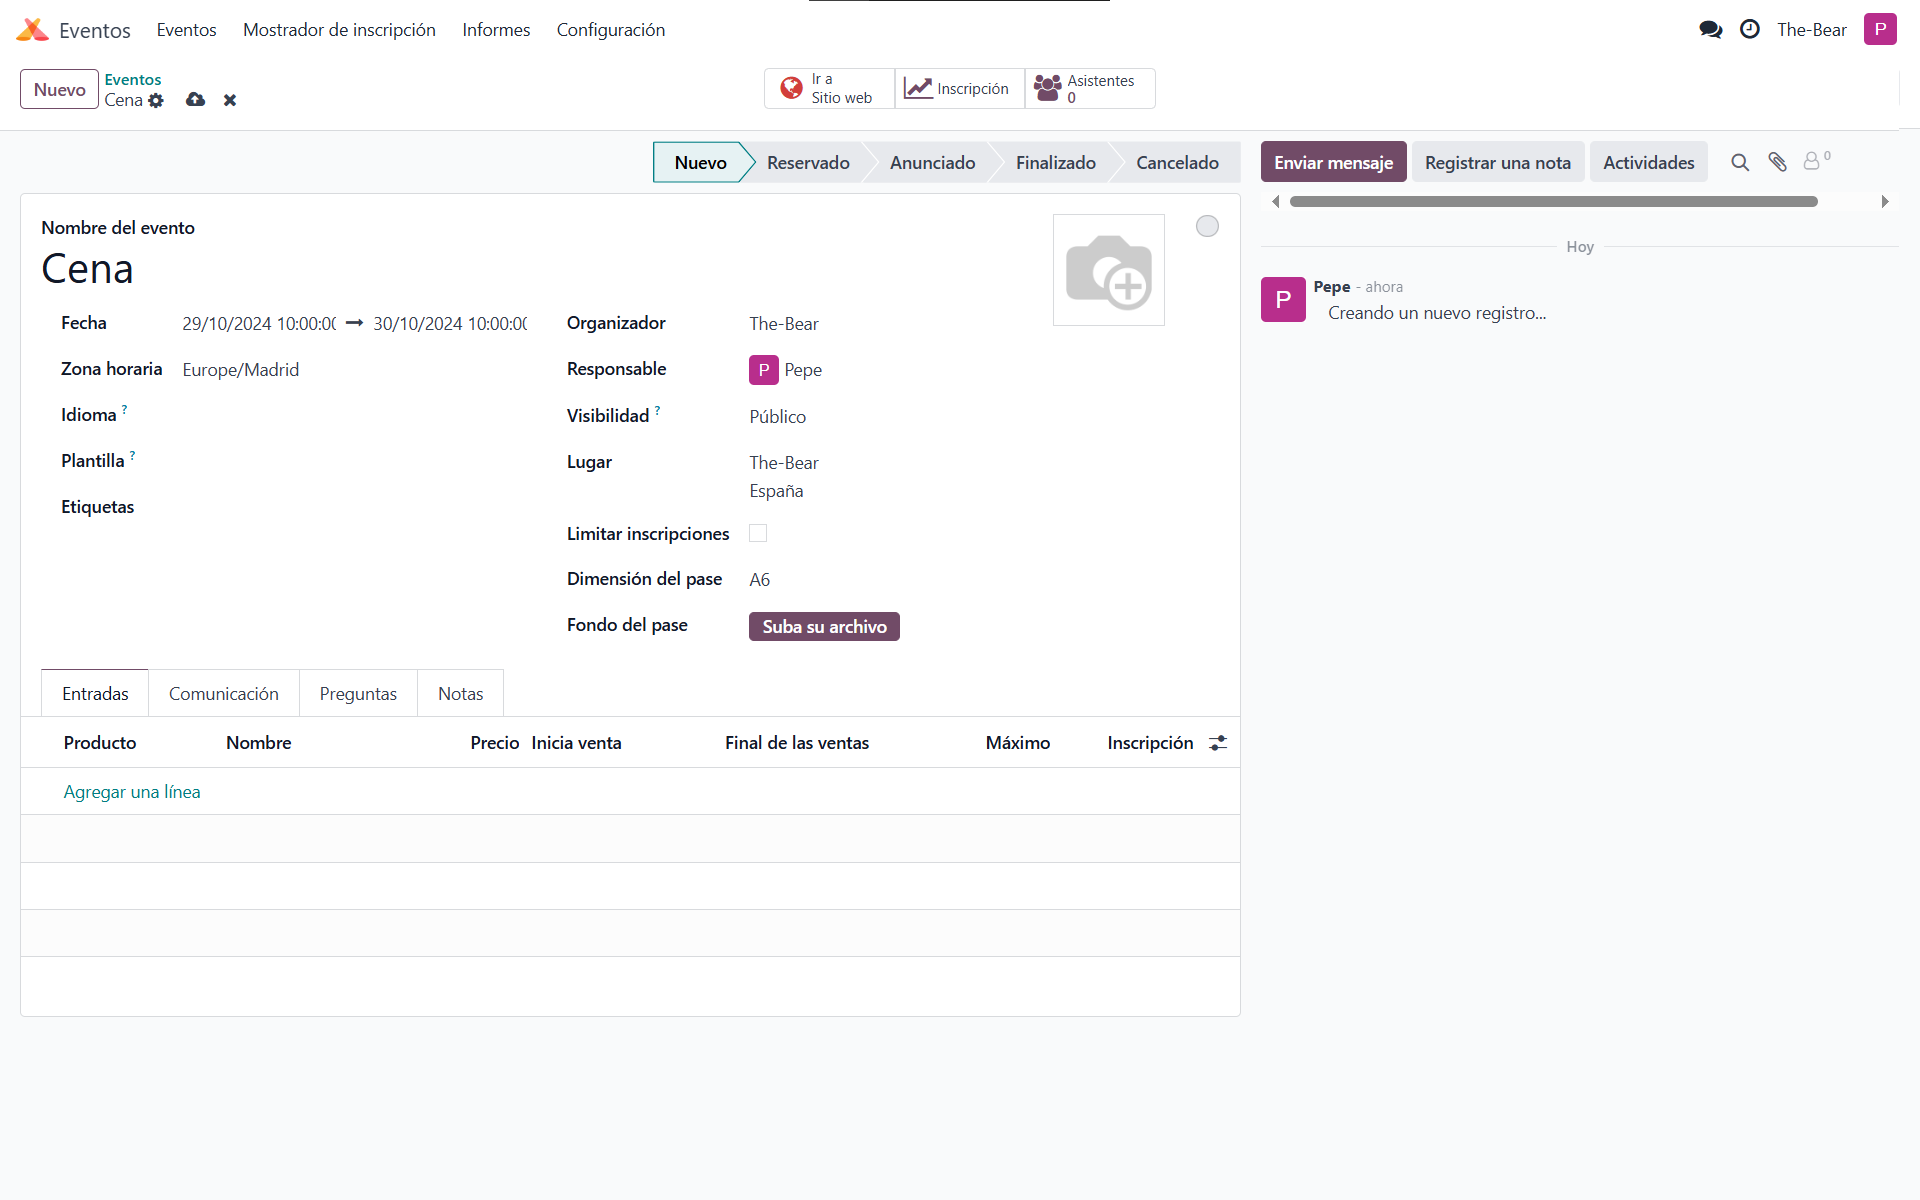 Eventos Eventos Mostrador de inscripción Informes Configuración The-Bear P
Nuevo
Eventos
Cena
Ir a
Sitio web
Inscripción
Asistentes
0
Nuevo Reservado Anunciado Finalizado Cancelado
Enviar mensaje Registrar una nota Actividades 0
Nombre del evento
Cena
Fecha 29/10/2024 10:00:00 30/10/2024 10:00:00
Zona horaria Europe/Madrid
Idioma ?
Plantilla ?
Etiquetas
Organizador The-Bear
Responsable P Pepe
Visibilidad ? Público
Lugar The-Bear
España
Limitar inscripciones
Dimensión del pase A6
Fondo del pase Suba su archivo
Entradas Comunicación Preguntas Notas
Producto Nombre Precio Inicia venta Final de las ventas Máximo Inscripción
Agregar una línea
Hoy
P
Pepe - ahora
Creando un nuevo registro...